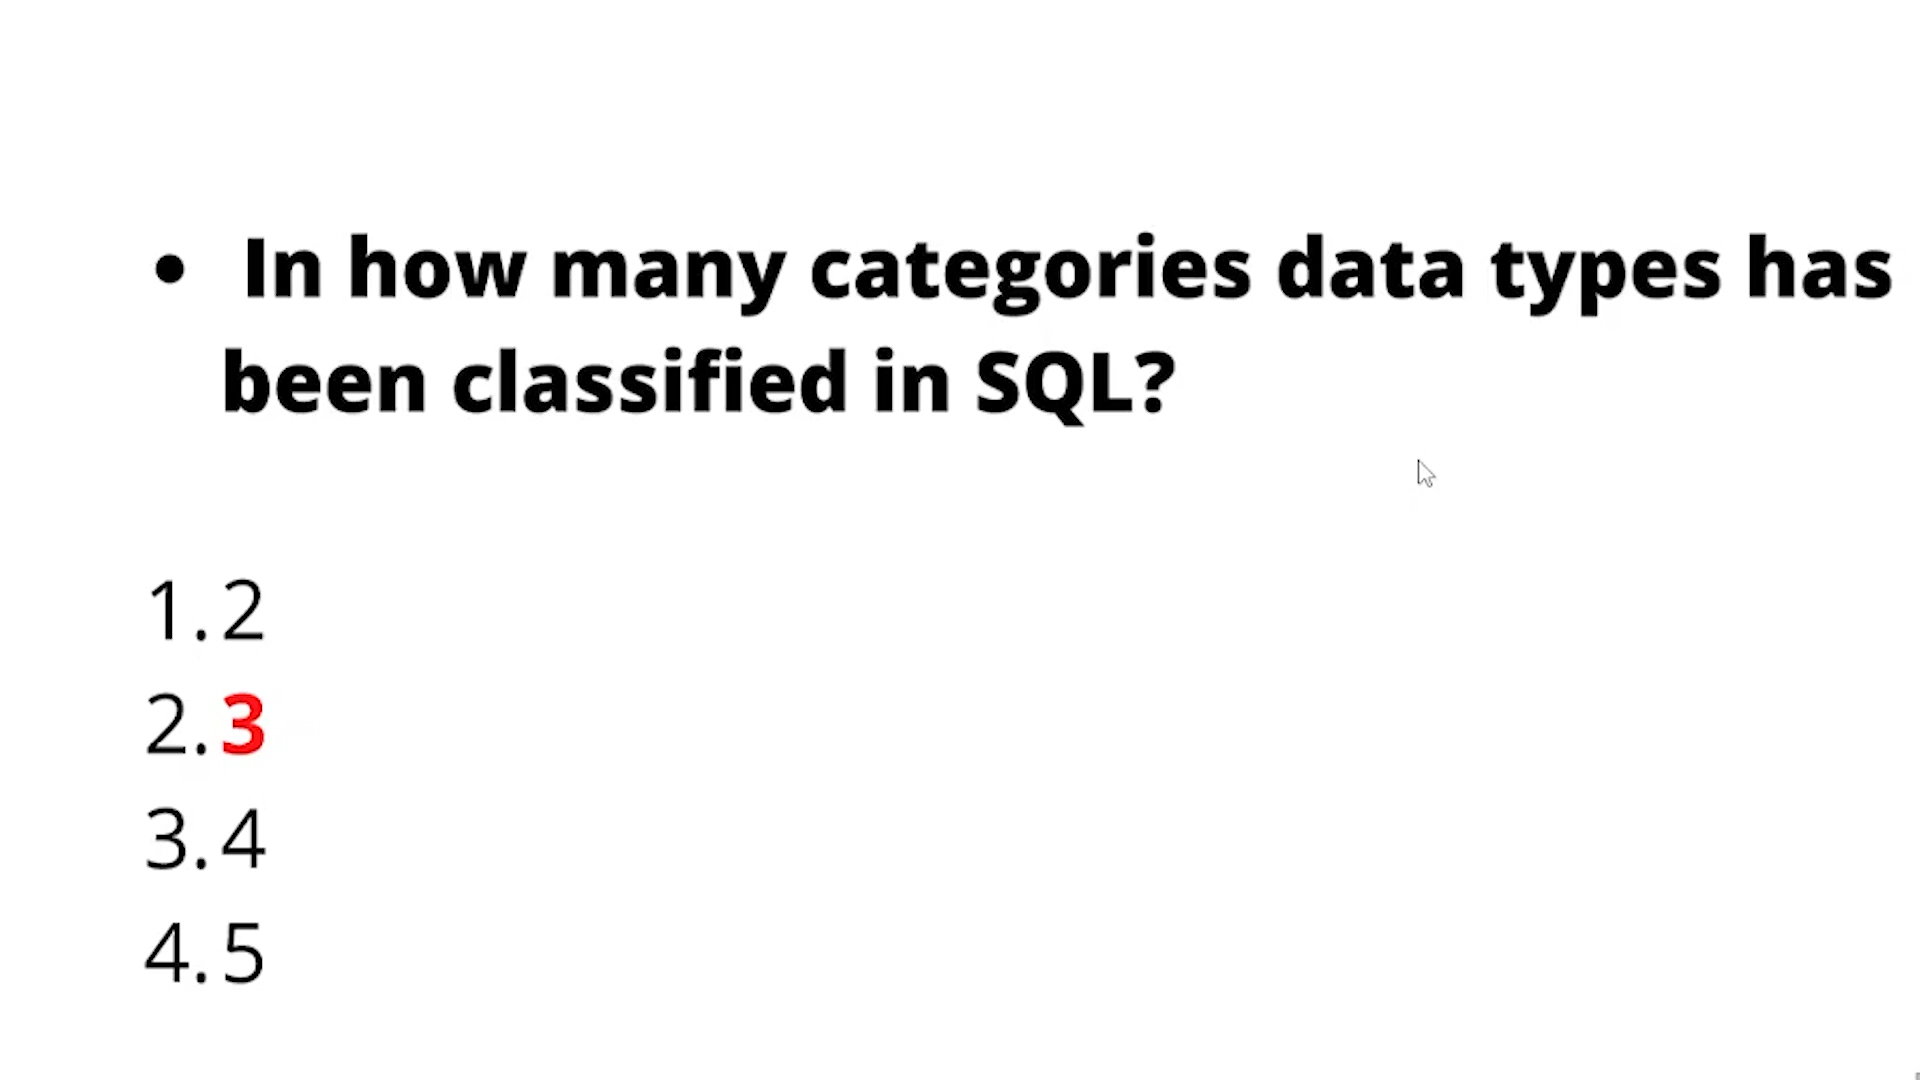 • In how many categories data types has
been classified in SQL?
1. 2
2. 3
3. 4
4. 5